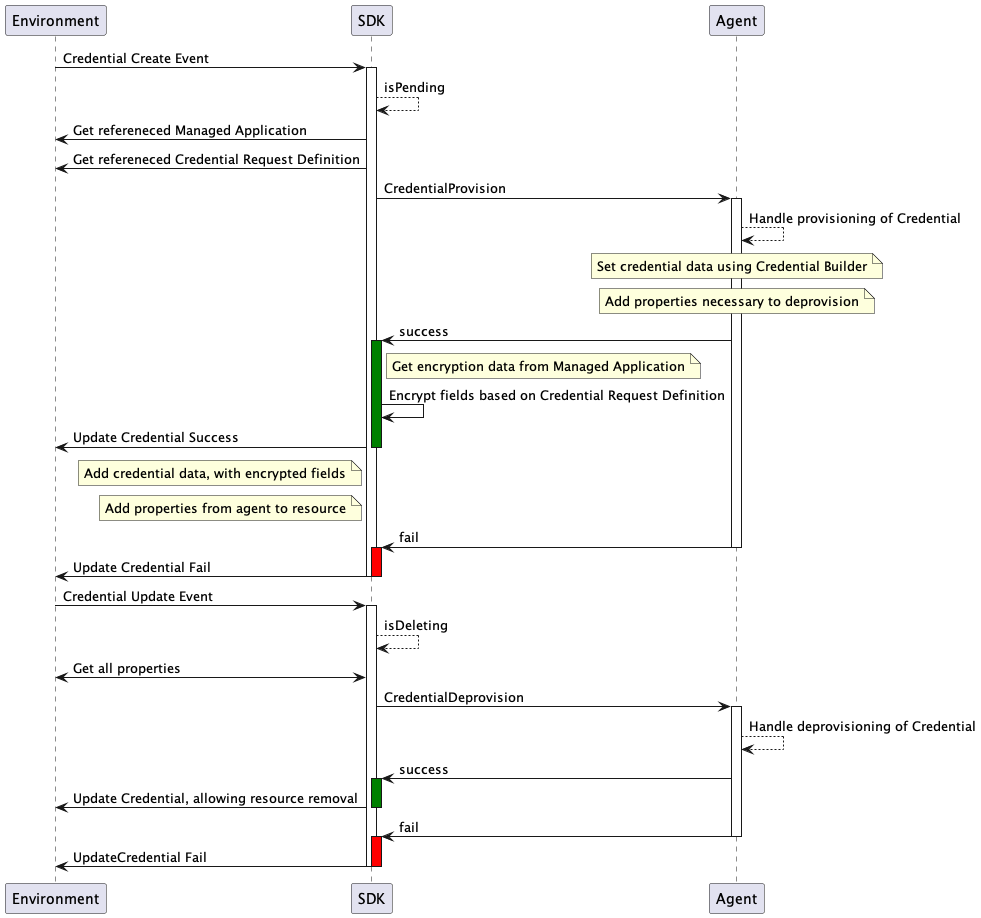 Environment
SDK
Agent
Credential Create Event
isPending
Get refereneced Managed Application
Get refereneced Credential Request Definition
CredentialProvision
Handle provisioning of Credential
Set credential data using Credential Builder
Add properties necessary to deprovision
success
Get encryption data from Managed Application
Encrypt fields based on Credential Request Definition
Update Credential Success
Add credential data, with encrypted fields
Add properties from agent to resource
fail
Update Credential Fail
Credential Update Event
isDeleting
Get all properties
CredentialDeprovision
Handle deprovisioning of Credential
success
Update Credential, allowing resource removal
fail
UpdateCredential Fail
Environment
SDK
Agent